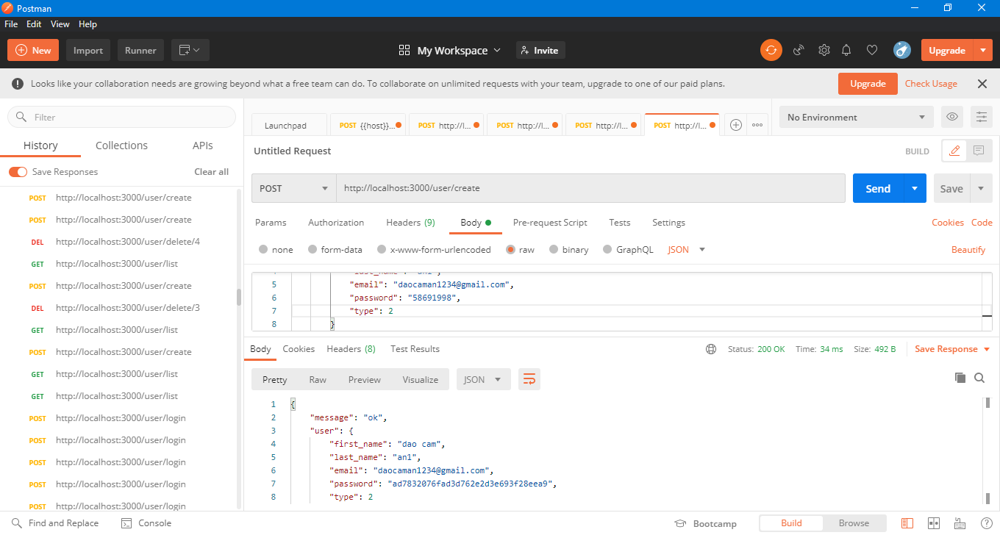 Postman
File Edit View Help
New Import Runner My Workspace Invite Upgrade
Looks like your collaboration needs are growing beyond what a free team can do. To collaborate on unlimited requests with your team, upgrade to one of our paid plans. Upgrade Check Usage
Filter
History Collections APIs
Save Responses Clear all
POST http://localhost:3000/user/create
POST http://localhost:3000/user/create
DEL http://localhost:3000/user/delete/4
GET http://localhost:3000/user/list
POST http://localhost:3000/user/create
DEL http://localhost:3000/user/delete/3
GET http://localhost:3000/user/list
POST http://localhost:3000/user/create
GET http://localhost:3000/user/list
GET http://localhost:3000/user/list
POST http://localhost:3000/user/login
POST http://localhost:3000/user/login
POST http://localhost:3000/user/login
POST http://localhost:3000/user/login
POST http://localhost:3000/user/login
Launchpad POST {{host}}... POST http://l... POST http://l... POST http://l... POST http://l... No Environment
Untitled Request BUILD
POST http://localhost:3000/user/create Send Save
Params Authorization Headers (9) Body Pre-request Script Tests Settings Cookies Code
none form-data x-www-form-urlencoded raw binary GraphQL JSON Beautify
"last_name": "an1",
5 "email": "daocaman1234@gmail.com",
6 "password": "58691998",
7 "type": 2
8 }
Body Cookies Headers (8) Test Results Status: 200 OK Time: 34 ms Size: 492 B Save Response
Pretty Raw Preview Visualize JSON
1 {
2 "message": "ok",
3 "user": {
4 "first_name": "dao cam",
5 "last_name": "an1",
6 "email": "daocaman1234@gmail.com",
7 "password": "ad7832076fad3d762e2d3e693f28eea9",
8 "type": 2
Find and Replace Console Bootcamp Build Browse